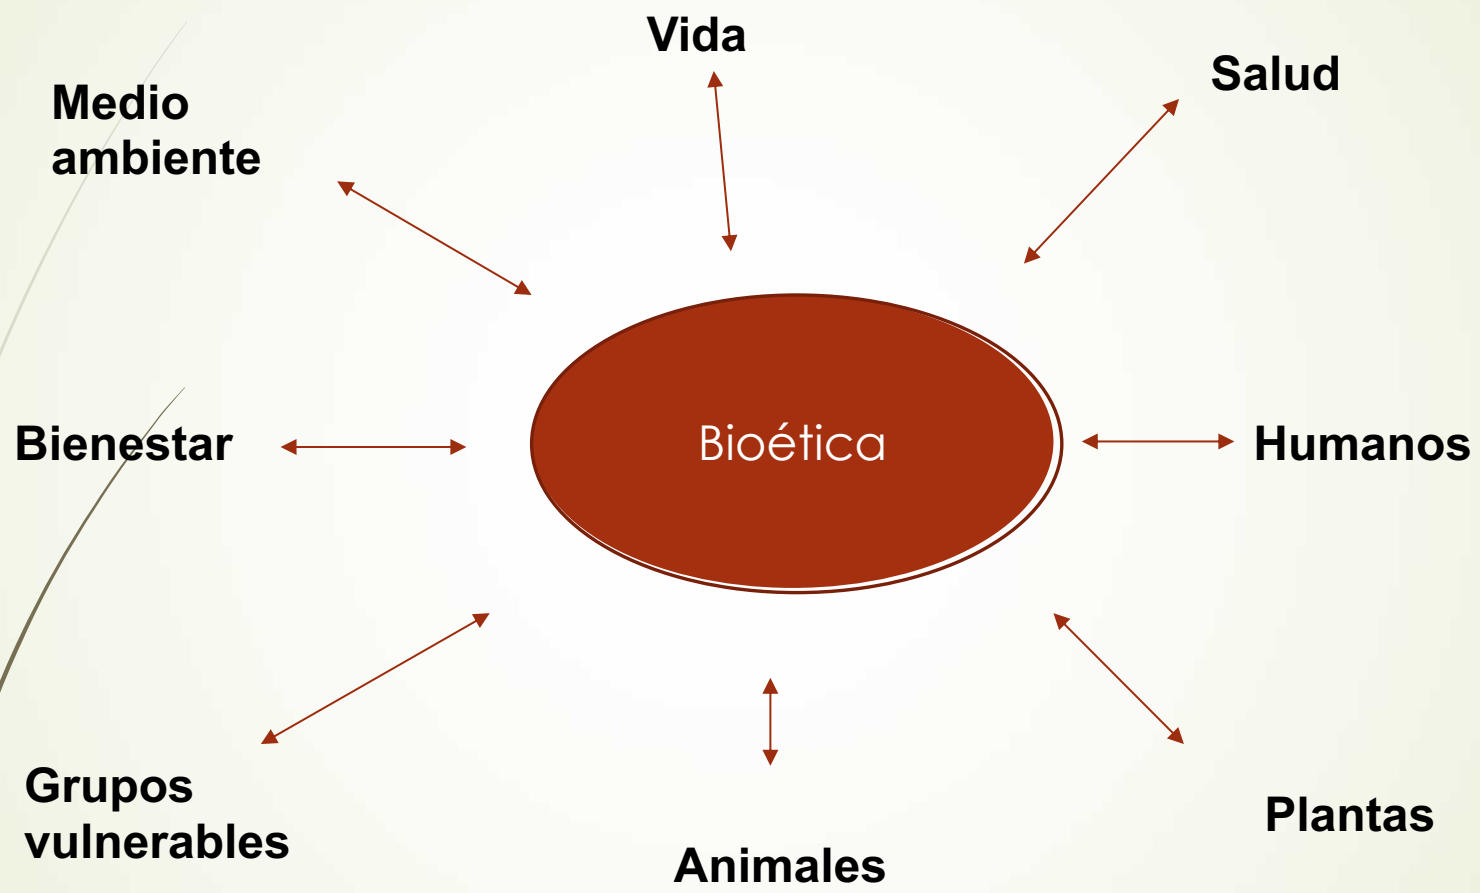 Vida
Salud
Medio
ambiente
Bienestar
Bioética
Humanos
Grupos
vulnerables
Plantas
Animales